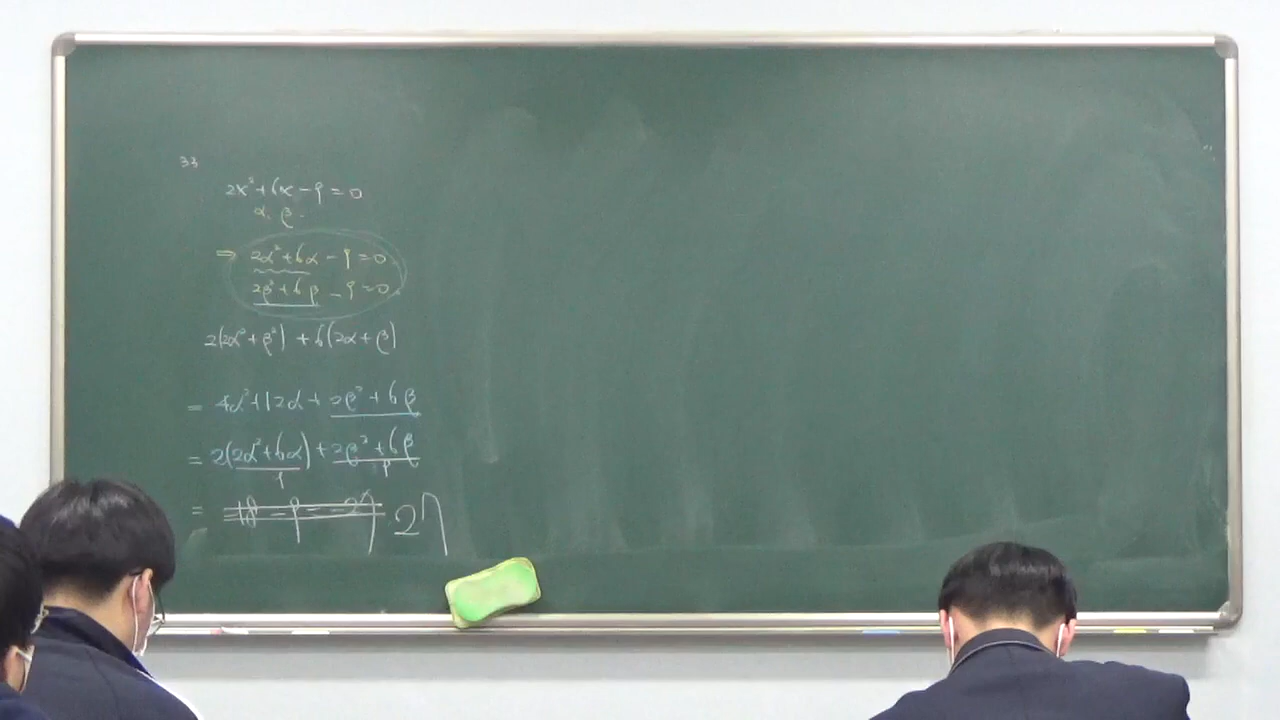 33
2x²+6x-9=0
α, β
⇒ 2α²+6α-9=0
2β²+6β-9=0
2(2α²+β²)+6(2α+β)
= 4α²+12α+2β²+6β
= 2(2α²+6α)+2β²+6β
9 9
= 27